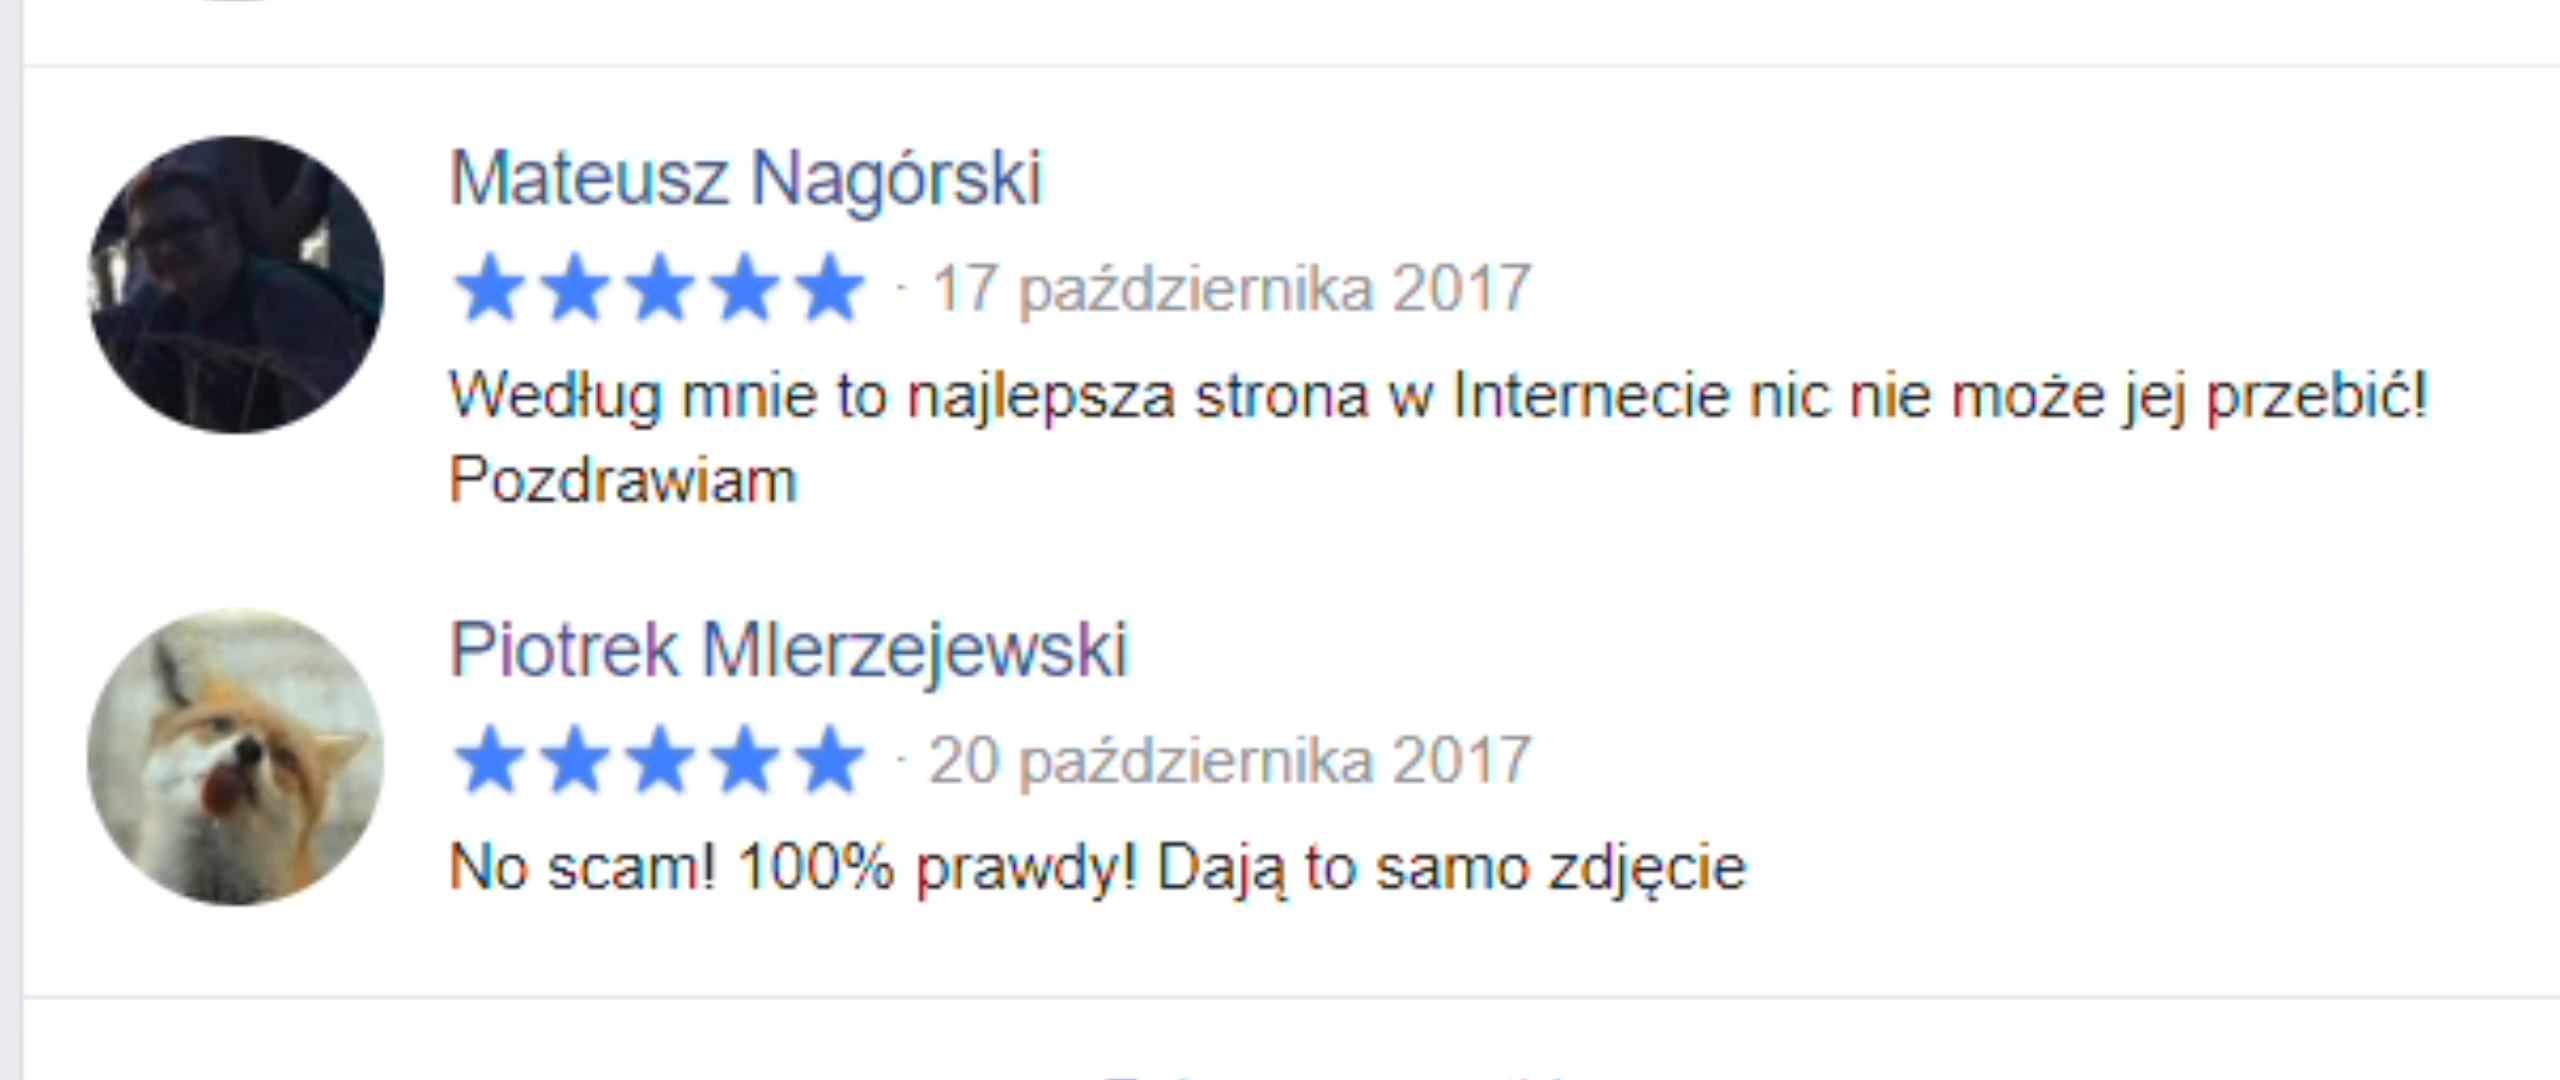 Mateusz Nagórski
★★★★★ · 17 października 2017
Według mnie to najlepsza strona w Internecie nic nie może jej przebić!
Pozdrawiam
Piotrek MIerzejewski
★★★★★ · 20 października 2017
No scam! 100% prawdy! Dają to samo zdjęcie